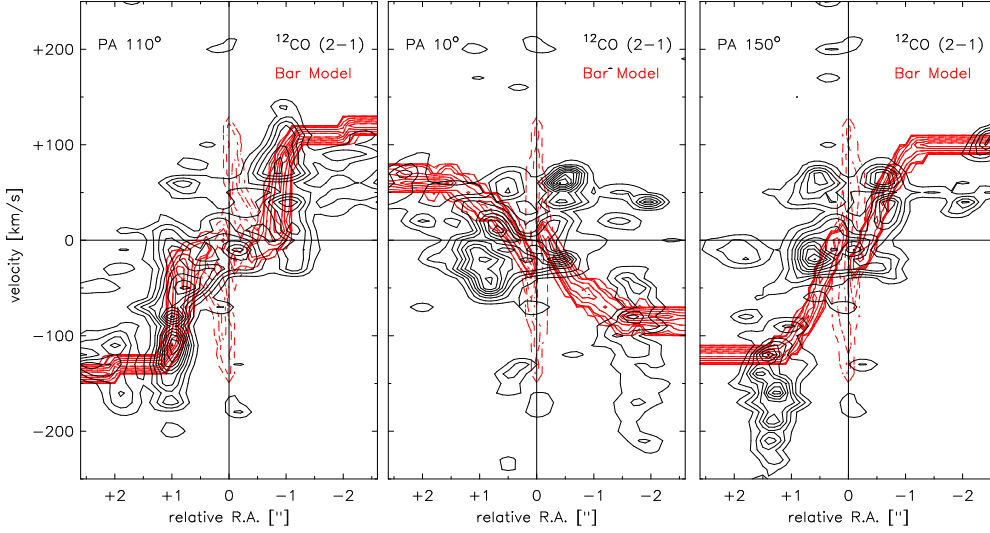 PA 110° ¹²CO (2−1)
Bar Model
PA 10° ¹²CO (2−1)
Bar Model
PA 150° ¹²CO (2−1)
Bar Model
velocity [km/s]
+200
+100
0
−100
−200
+2 +1 0 −1 −2
+2 +1 0 −1 −2
+2 +1 0 −1 −2
relative R.A. ["]
relative R.A. ["]
relative R.A. ["]